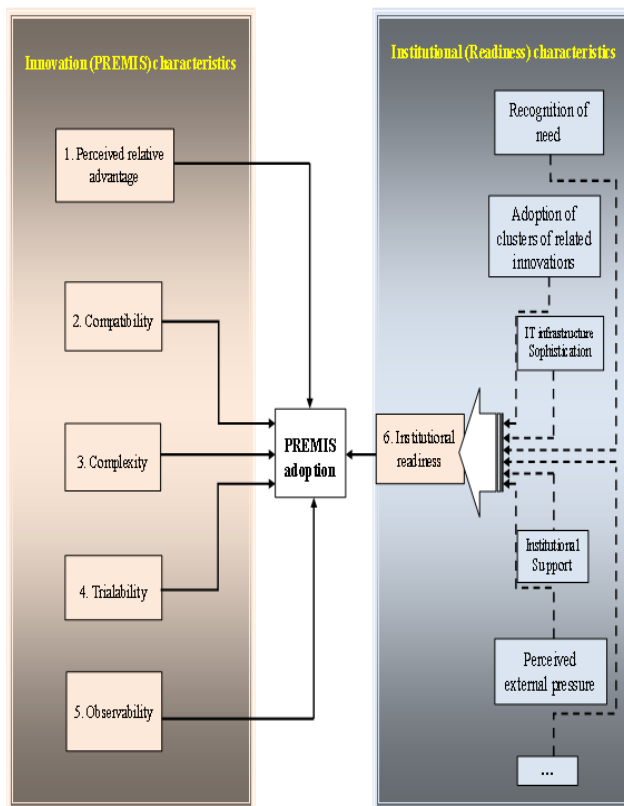 Innovation (PREMIS) characteristics
1. Perceived relative
advantage
2. Compatibility
3. Complexity
4. Trialability
5. Observability
PREMIS
adoption
6. Institutional
readiness
Institutional (Readiness) characteristics
Recognition of
need
Adoption of
clusters of related
innovations
IT infrastructure
Sophistication
Institutional
Support
Perceived
external pressure
...